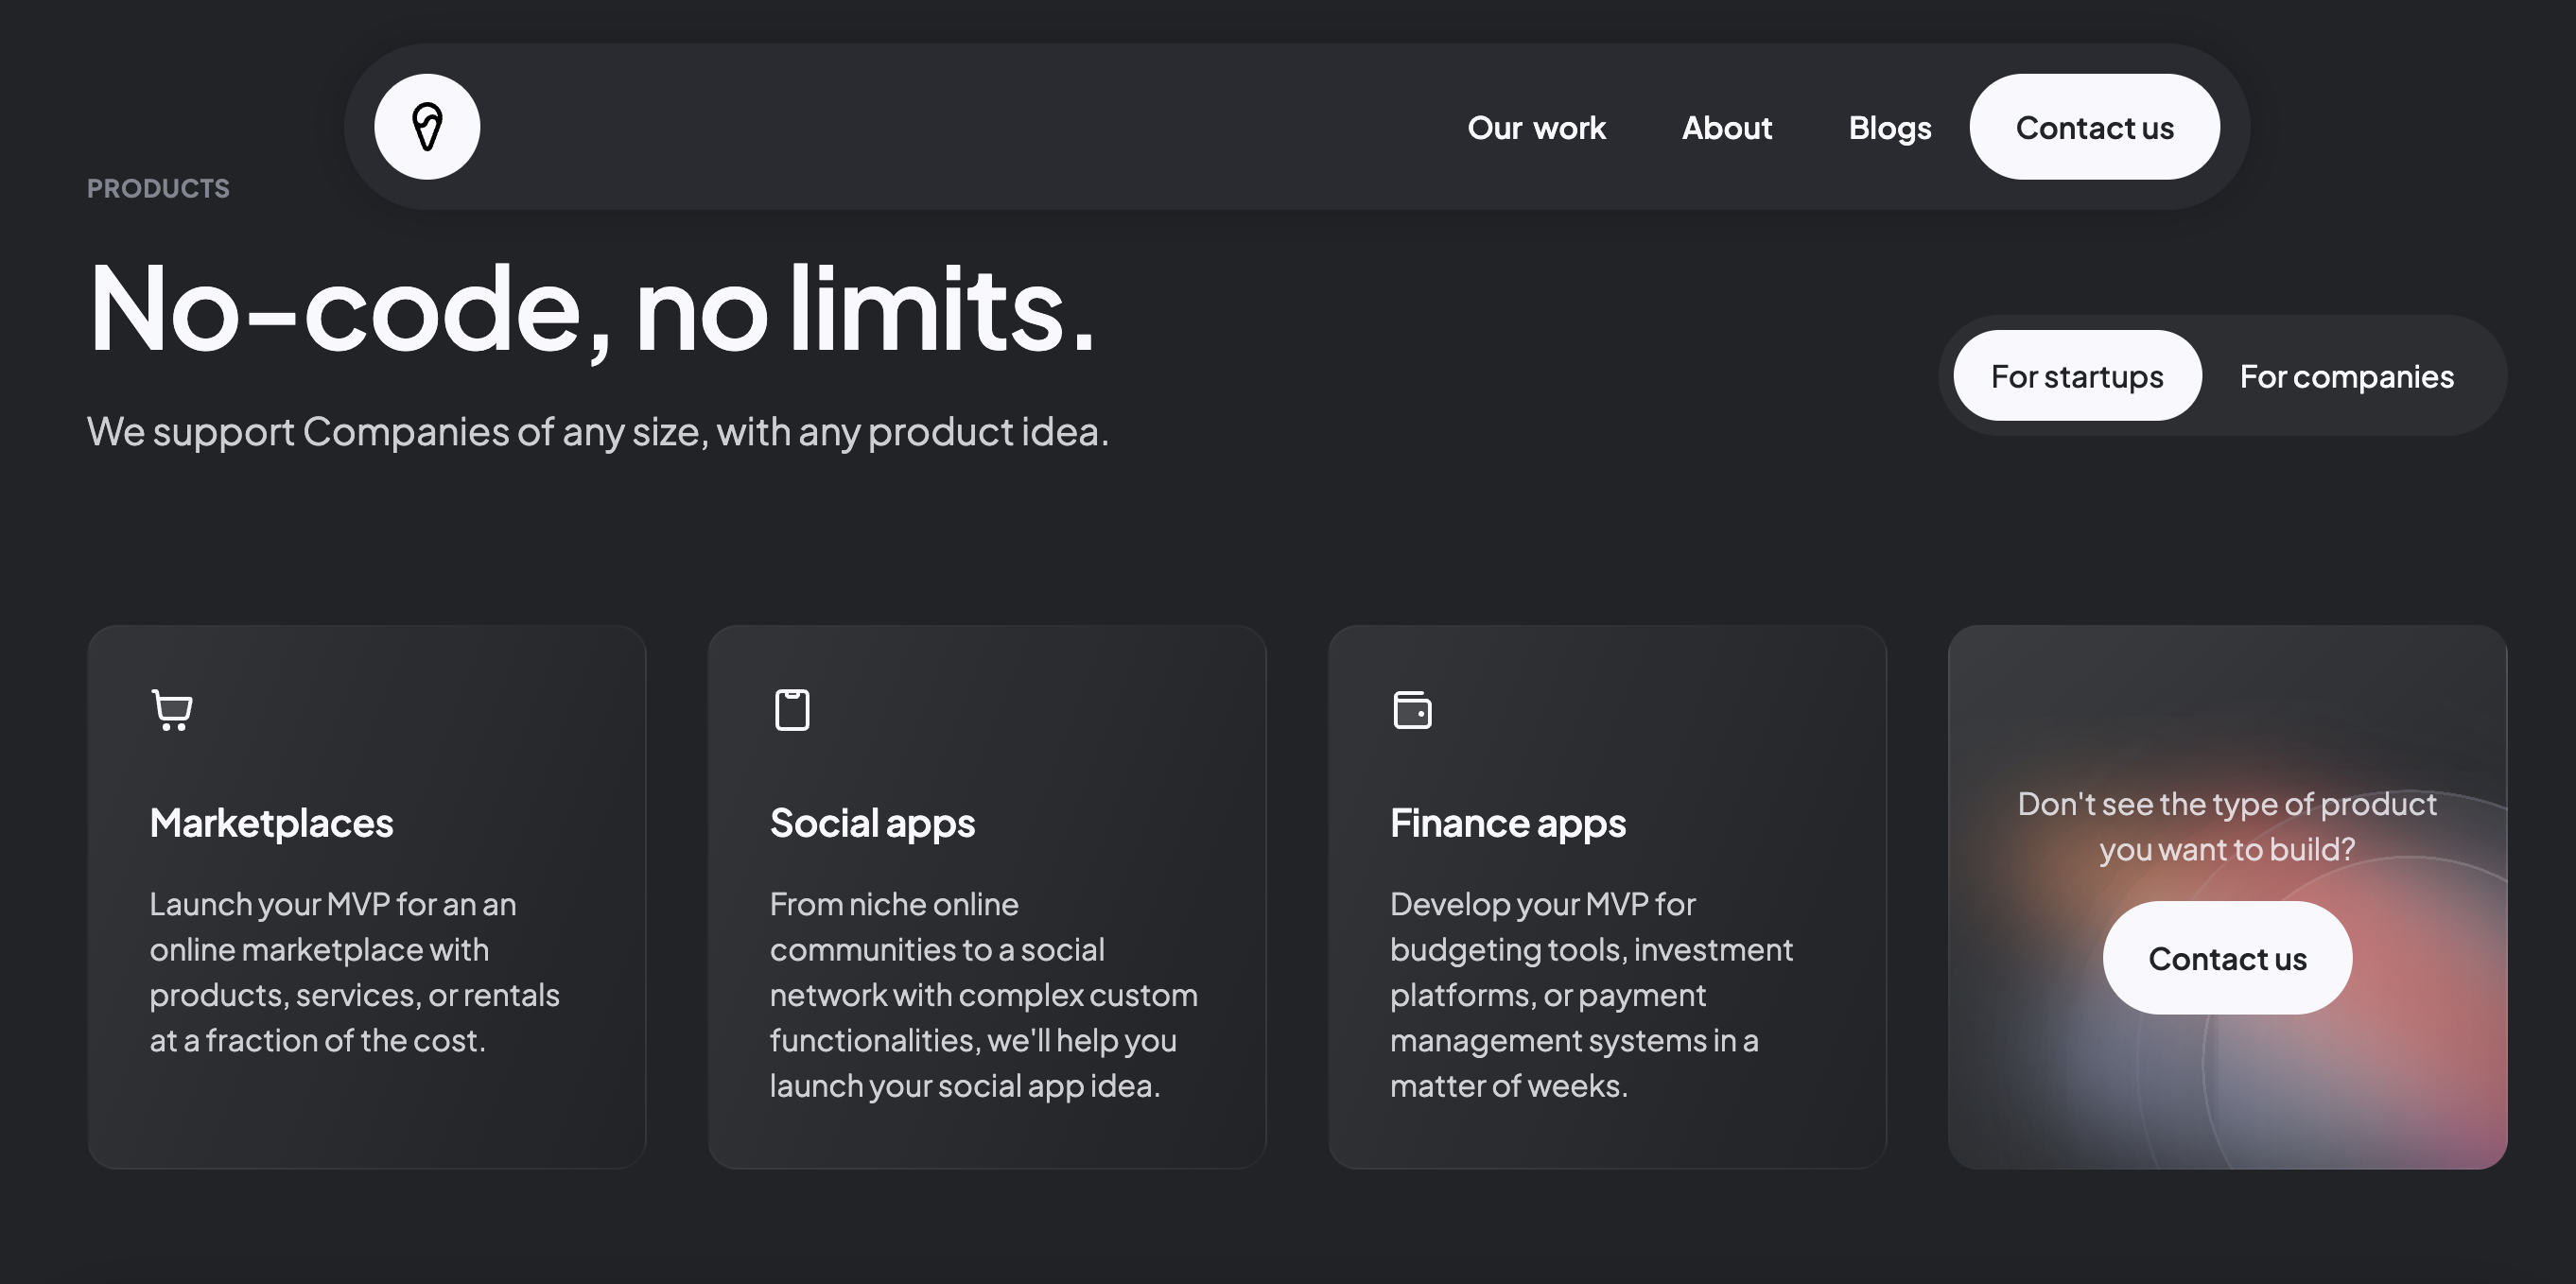 Our work
About
Blogs
Contact us
PRODUCTS
No-code, no limits.
We support Companies of any size, with any product idea.
For startups
For companies
Marketplaces
Launch your MVP for an an
online marketplace with
products, services, or rentals
at a fraction of the cost.
Social apps
From niche online
communities to a social
network with complex custom
functionalities, we'll help you
launch your social app idea.
Finance apps
Develop your MVP for
budgeting tools, investment
platforms, or payment
management systems in a
matter of weeks.
Don't see the type of product
you want to build?
Contact us